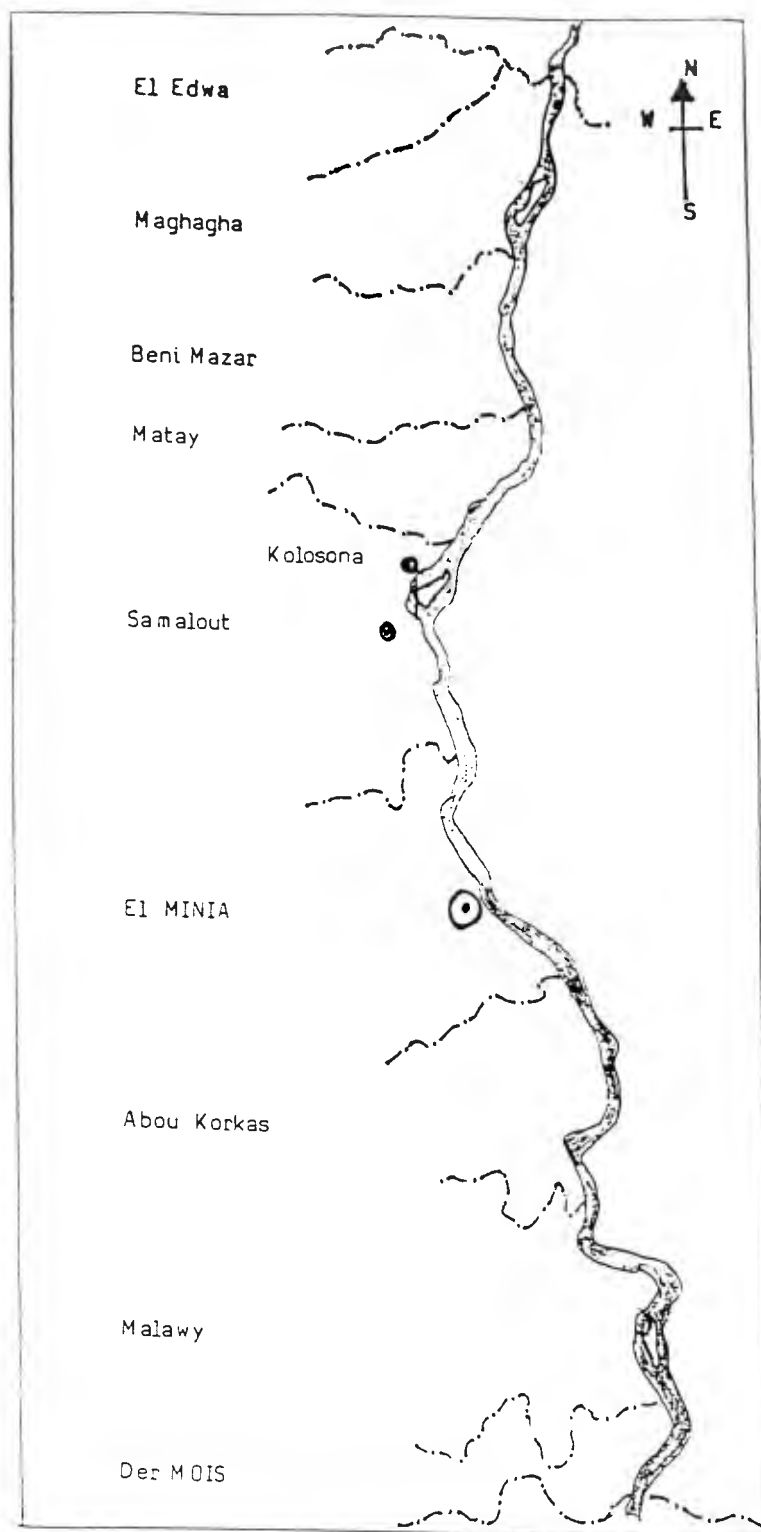 El Edwa
N
W E
S
Maghagha
Beni Mazar
Matay
Kolosona
Samalout
El MINIA
Abou Korkas
Malawy
Der MOIS